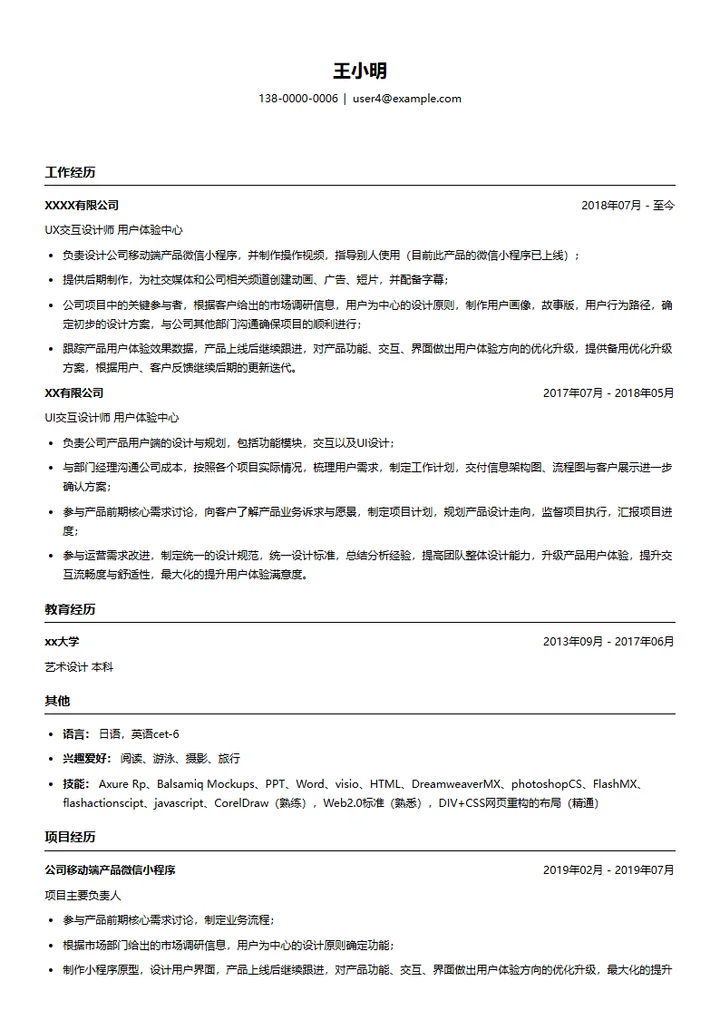 王小明
138-0000-0006 | user4@example.com
工作经历
XXXX有限公司 2018年07月 - 至今
UX交互设计师 用户体验中心
• 负责设计公司移动端产品微信小程序，并制作操作视频，指导别人使用（目前此产品的微信小程序已上线）；
• 提供后期制作，为社交媒体和公司相关频道创建动画、广告、短片，并配备字幕；
• 公司项目中的关键参与者，根据客户给出的市场调研信息，用户为中心的设计原则，制作用户画像，故事版，用户行为路径，确
定初步的设计方案，与公司其他部门沟通确保项目的顺利进行；
• 跟踪产品用户体验效果数据，产品上线后继续跟进，对产品功能、交互、界面做出用户体验方向的优化升级，提供备用优化升级
方案，根据用户、客户反馈继续后期的更新迭代。
XX有限公司 2017年07月 - 2018年05月
UI交互设计师 用户体验中心
• 负责公司产品用户端的设计与规划，包括功能模块，交互以及UI设计；
• 与部门经理沟通公司成本，按照各个项目实际情况，梳理用户需求，制定工作计划，交付信息架构图、流程图与客户展示进一步
确认方案；
• 参与产品前期核心需求讨论，向客户了解产品业务诉求与愿景，制定项目计划，规划产品设计走向，监督项目执行，汇报项目进
度；
• 参与运营需求改进，制定统一的设计规范，统一设计标准，总结分析经验，提高团队整体设计能力，升级产品用户体验，提升交
互流畅度与舒适性，最大化的提升用户体验满意度。
教育经历
xx大学 2013年09月 - 2017年06月
艺术设计 本科
其他
• 语言： 日语，英语cet-6
• 兴趣爱好： 阅读、游泳、摄影、旅行
• 技能： Axure Rp、Balsamiq Mockups、PPT、Word、visio、HTML、DreamweaverMX、photoshopCS、FlashMX、
flashactionscipt、javascript、CorelDraw（熟练）, Web2.0标准（熟悉）, DIV+CSS网页重构的布局（精通）
项目经历
公司移动端产品微信小程序 2019年02月 - 2019年07月
项目主要负责人
• 参与产品前期核心需求讨论，制定业务流程；
• 根据市场部门给出的市场调研信息，用户为中心的设计原则确定功能；
• 制作小程序原型，设计用户界面，产品上线后继续跟进，对产品功能、交互、界面做出用户体验方向的优化升级，最大化的提升